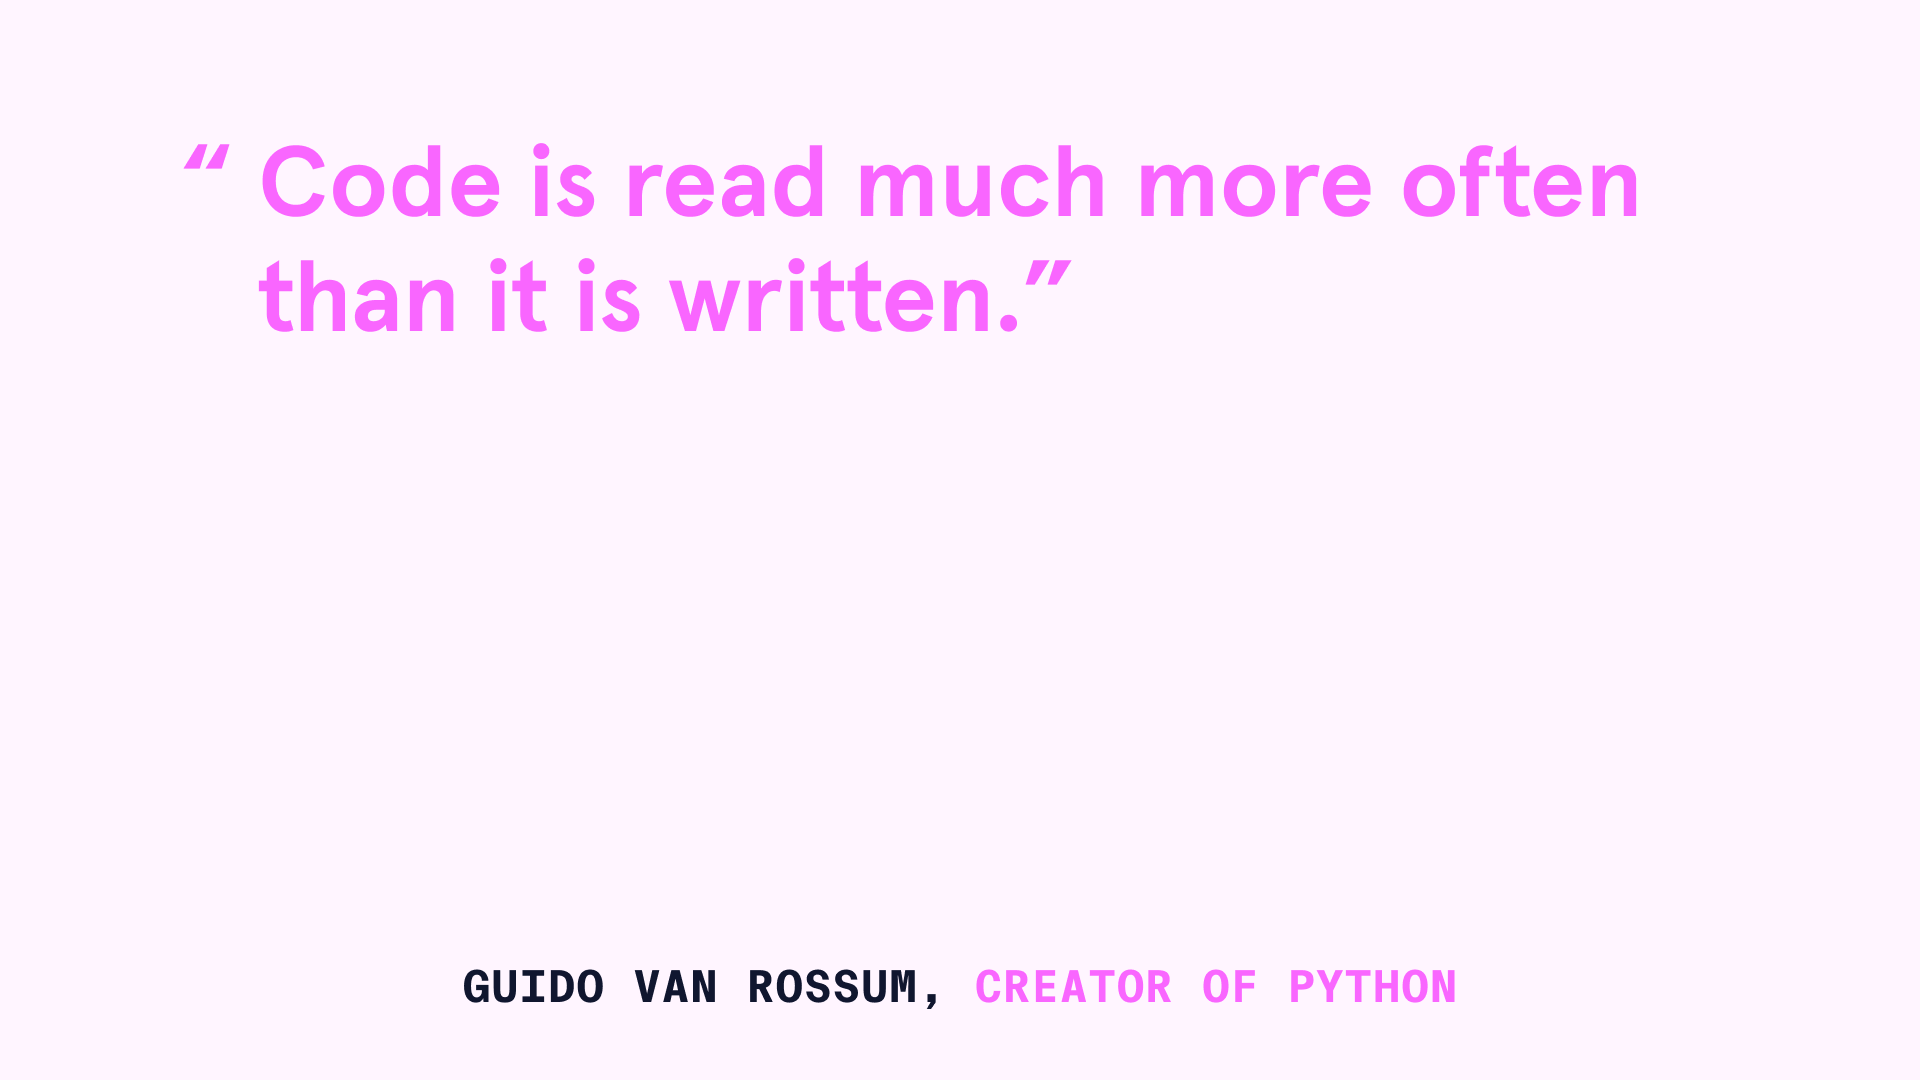 “ Code is read much more often
than it is written.”
GUIDO VAN ROSSUM, CREATOR OF PYTHON